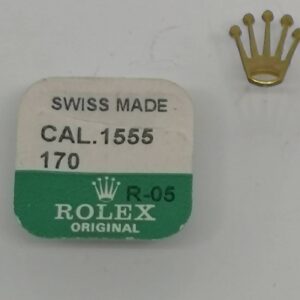 SWISS MADE
CAL.1555
170
R-05
ROLEX
ORIGINAL